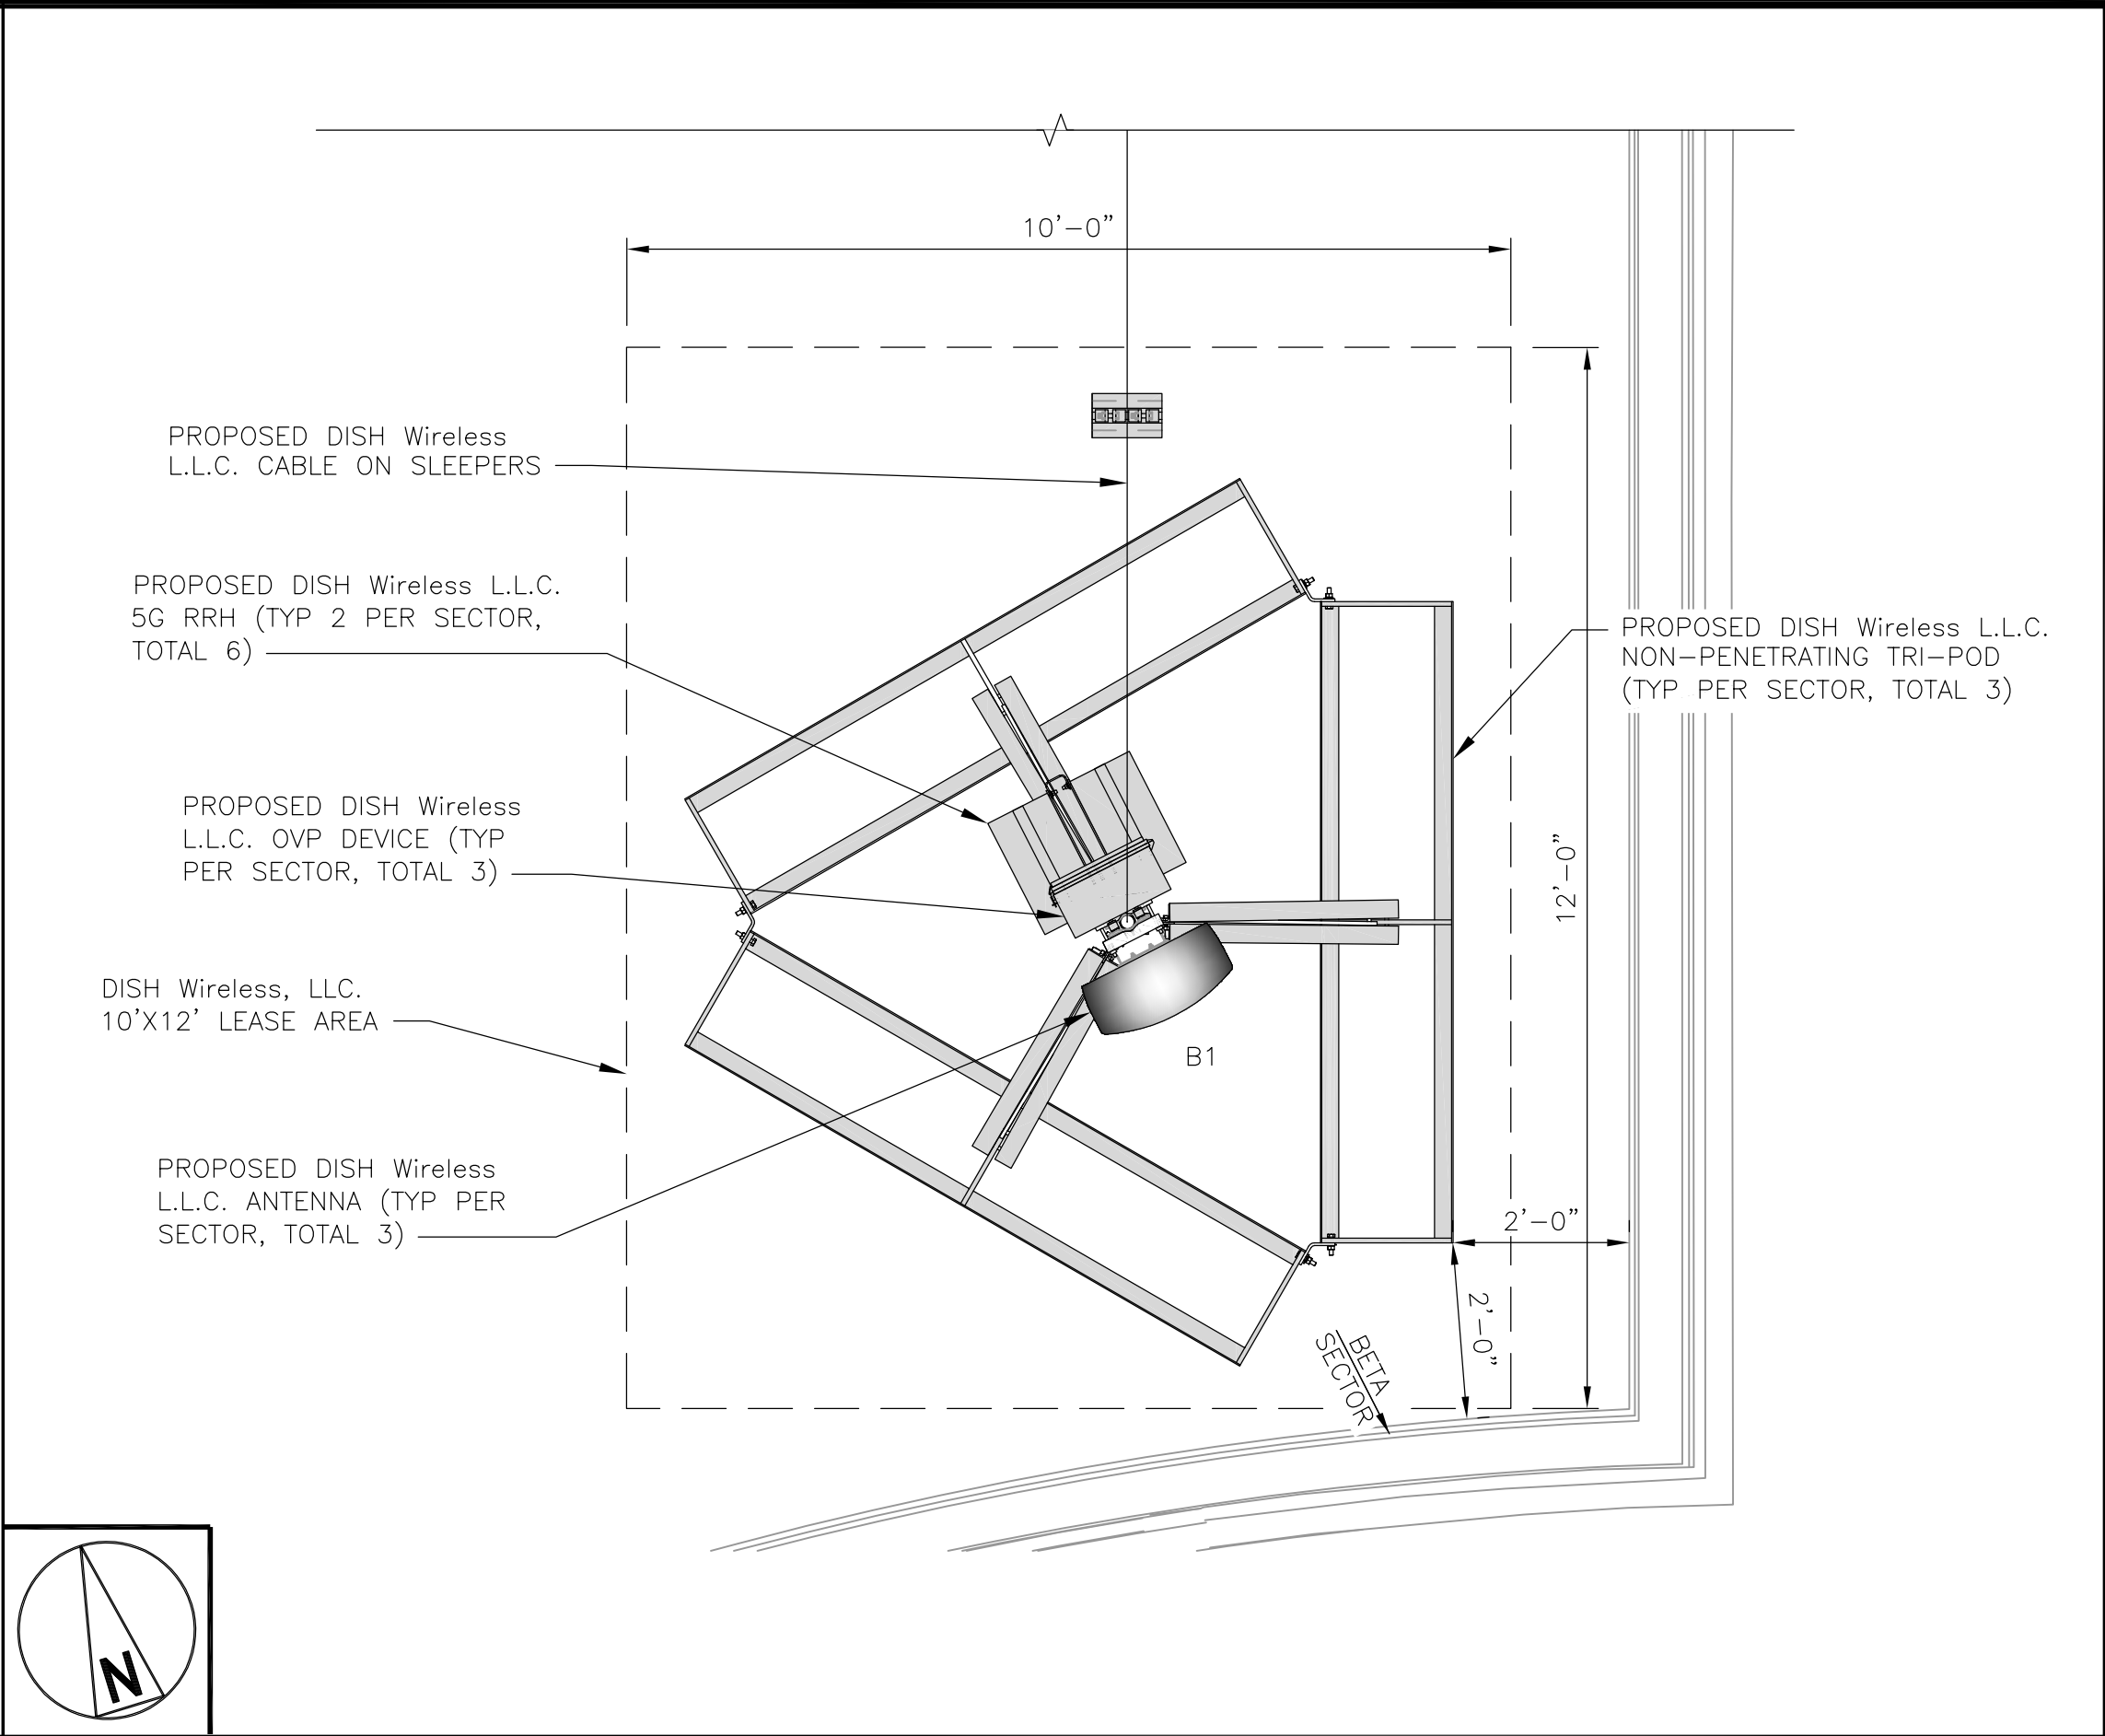 10'-0"
PROPOSED DISH Wireless
L.L.C. CABLE ON SLEEPERS
PROPOSED DISH Wireless L.L.C.
5G RRH (TYP 2 PER SECTOR,
TOTAL 6)
PROPOSED DISH Wireless L.L.C.
NON-PENETRATING TRI-POD
(TYP PER SECTOR, TOTAL 3)
PROPOSED DISH Wireless
L.L.C. OVP DEVICE (TYP
PER SECTOR, TOTAL 3)
12'-0"
DISH Wireless, LLC.
10'X12' LEASE AREA
B1
PROPOSED DISH Wireless
L.L.C. ANTENNA (TYP PER
SECTOR, TOTAL 3)
2'-0"
2'-0"
BETA
SECTOR
N